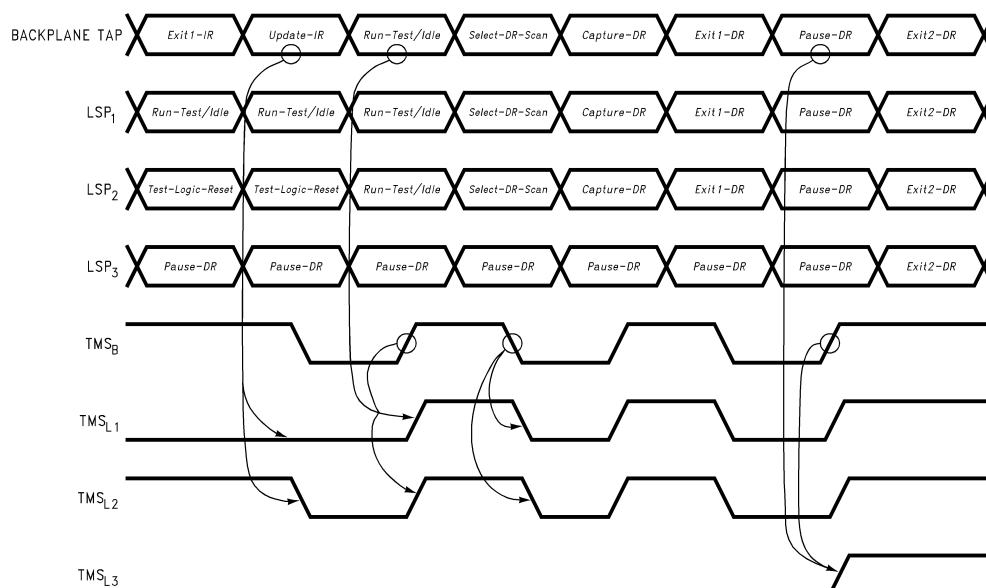 BACKPLANE TAP Exit1-IR Update-IR Run-Test/Idle Select-DR-Scan Capture-DR Exit1-DR Pause-DR Exit2-DR
LSP1 Run-Test/Idle Run-Test/Idle Run-Test/Idle Select-DR-Scan Capture-DR Exit1-DR Pause-DR Exit2-DR
LSP2 Test-Logic-Reset Test-Logic-Reset Run-Test/Idle Select-DR-Scan Capture-DR Exit1-DR Pause-DR Exit2-DR
LSP3 Pause-DR Pause-DR Pause-DR Pause-DR Pause-DR Pause-DR Pause-DR Exit2-DR
TMSB
TMSL1
TMSL2
TMSL3